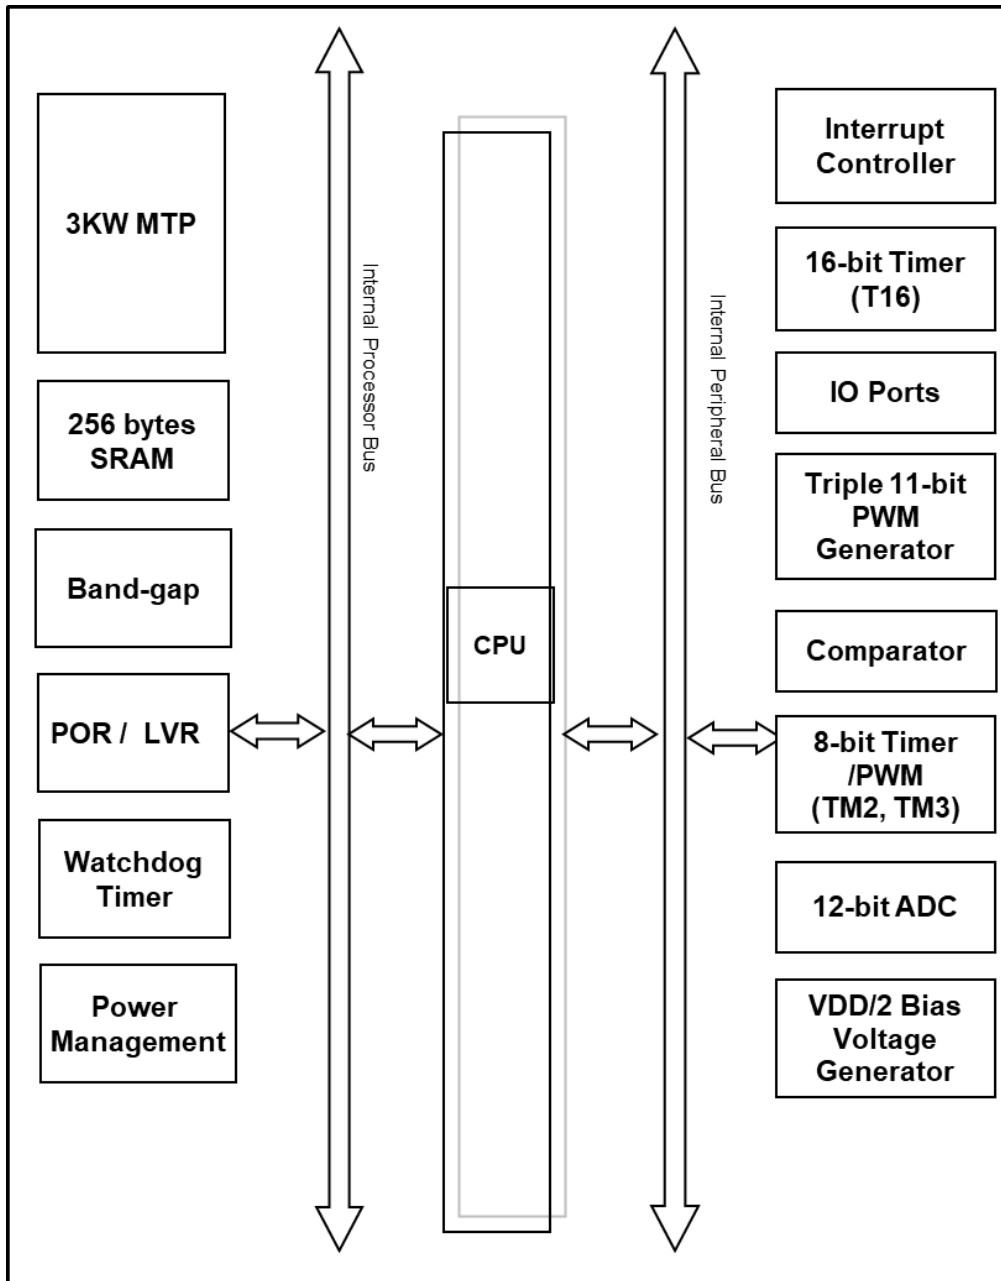 3KW MTP
256 bytes
SRAM
Band-gap
POR / LVR
Watchdog
Timer
Power
Management
Internal Processor Bus
CPU
Internal Peripheral Bus
Interrupt
Controller
16-bit Timer
(T16)
IO Ports
Triple 11-bit
PWM
Generator
Comparator
8-bit Timer
/PWM
(TM2, TM3)
12-bit ADC
VDD/2 Bias
Voltage
Generator